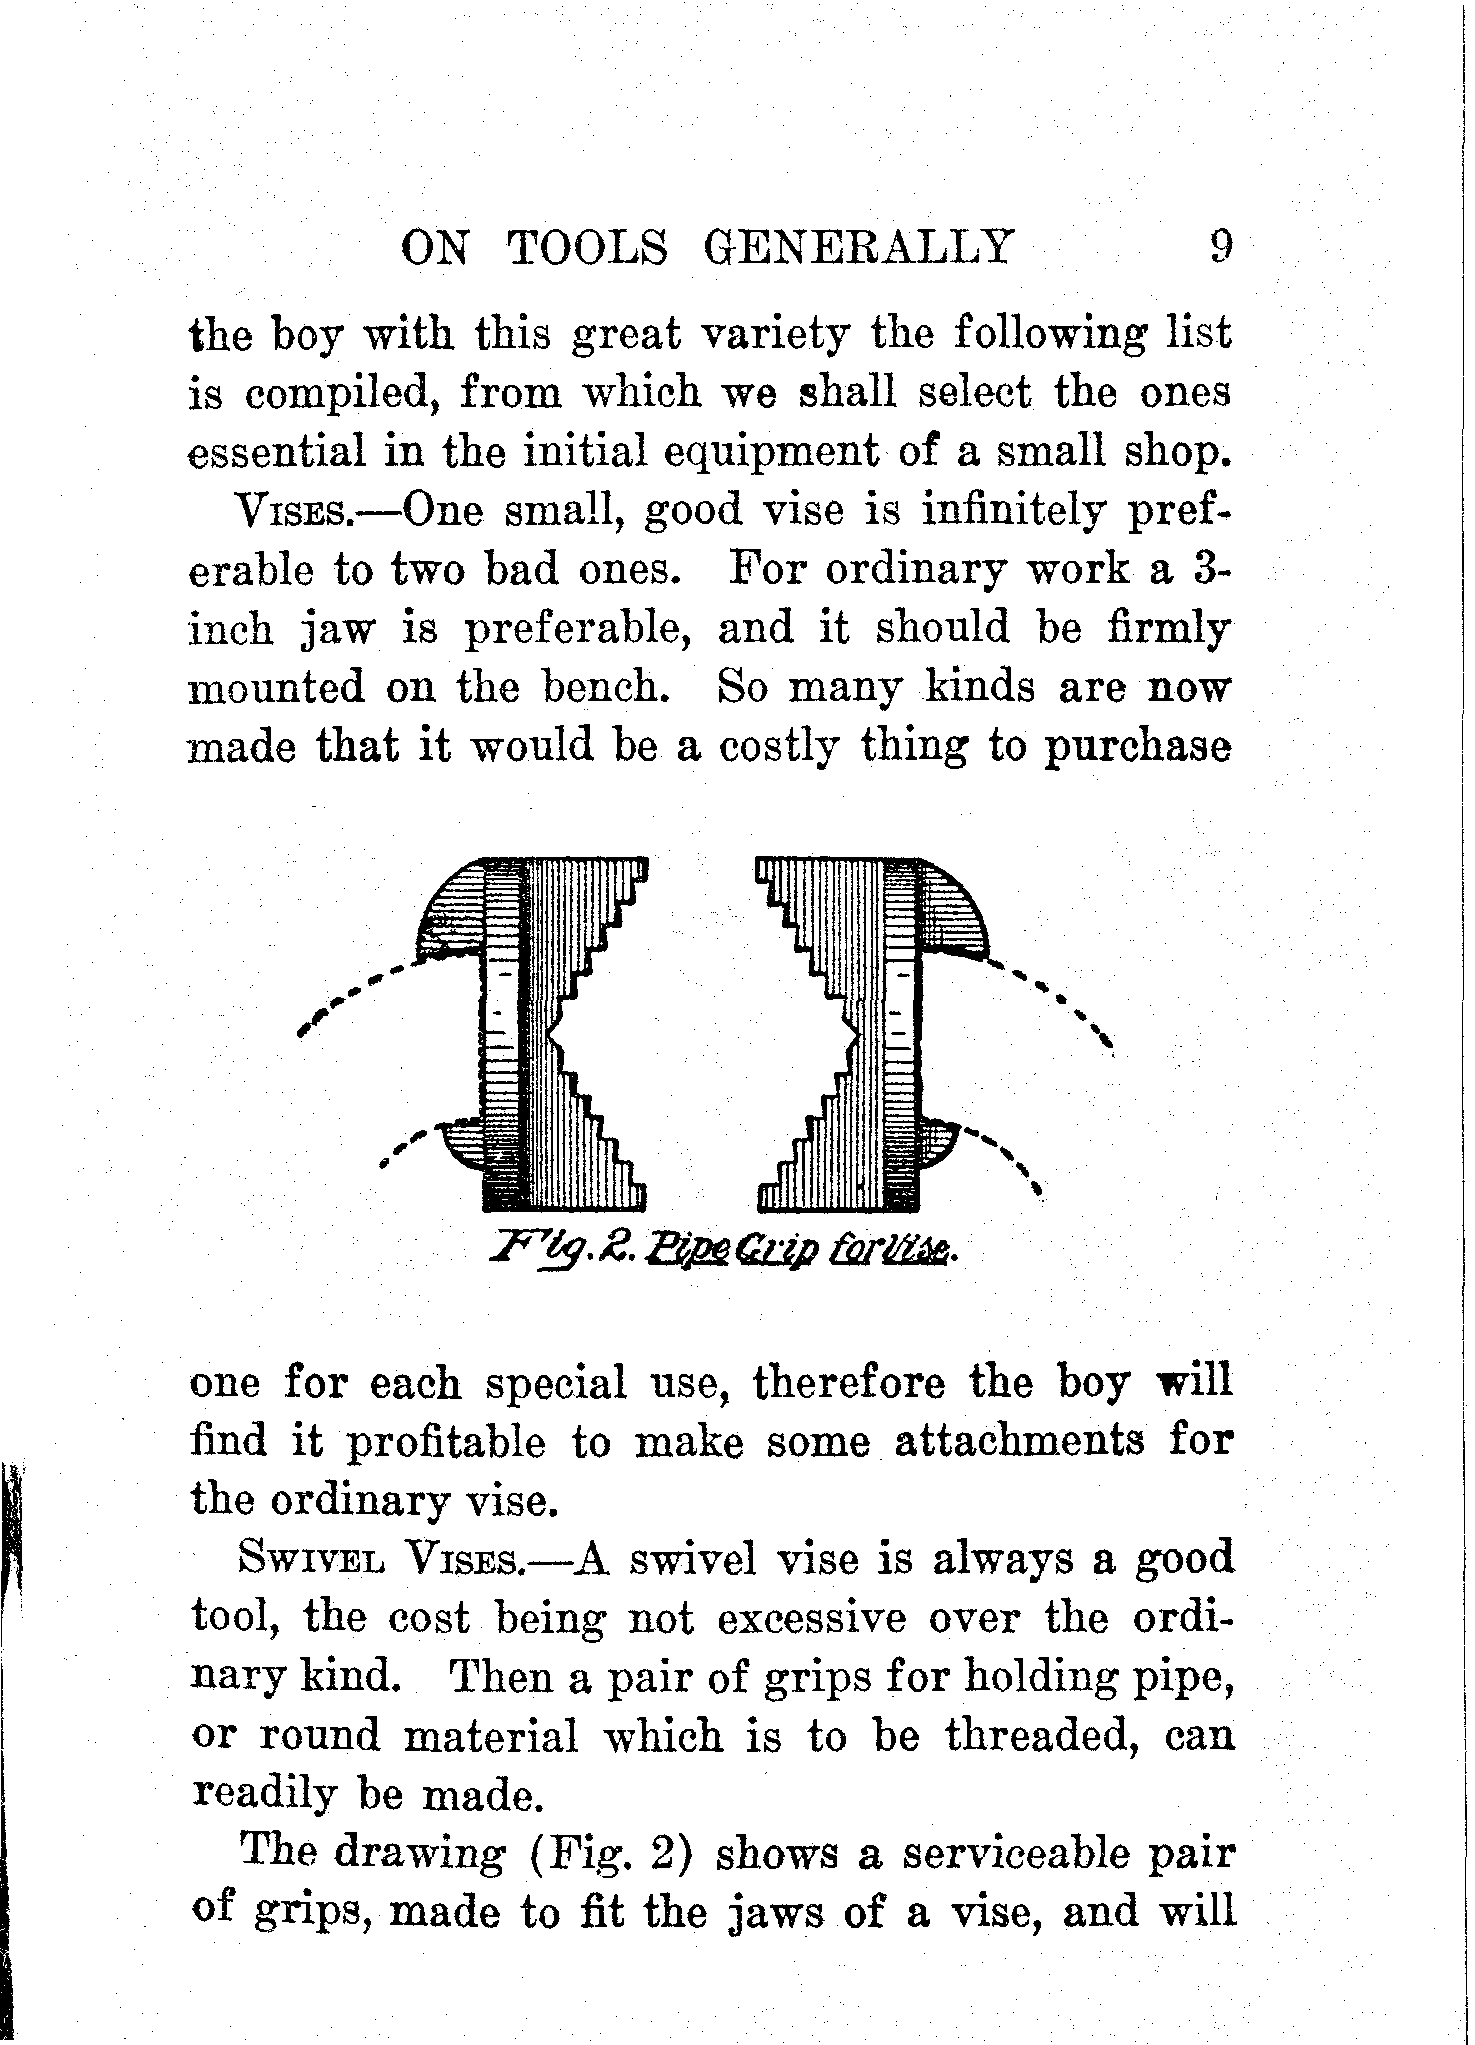 ON TOOLS GENERALLY 9
the boy with this great variety the following list
is compiled, from which we shall select the ones
essential in the initial equipment of a small shop.
VISES.—One small, good vise is infinitely pref-
erable to two bad ones. For ordinary work a 3-
inch jaw is preferable, and it should be firmly
mounted on the bench. So many kinds are now
made that it would be a costly thing to purchase
Fig. 2. Pipe Grip for Vise.
one for each special use, therefore the boy will
find it profitable to make some attachments for
the ordinary vise.
SWIVEL VISES.—A swivel vise is always a good
tool, the cost being not excessive over the ordi-
nary kind. Then a pair of grips for holding pipe,
or round material which is to be threaded, can
readily be made.
The drawing (Fig. 2) shows a serviceable pair
of grips, made to fit the jaws of a vise, and will